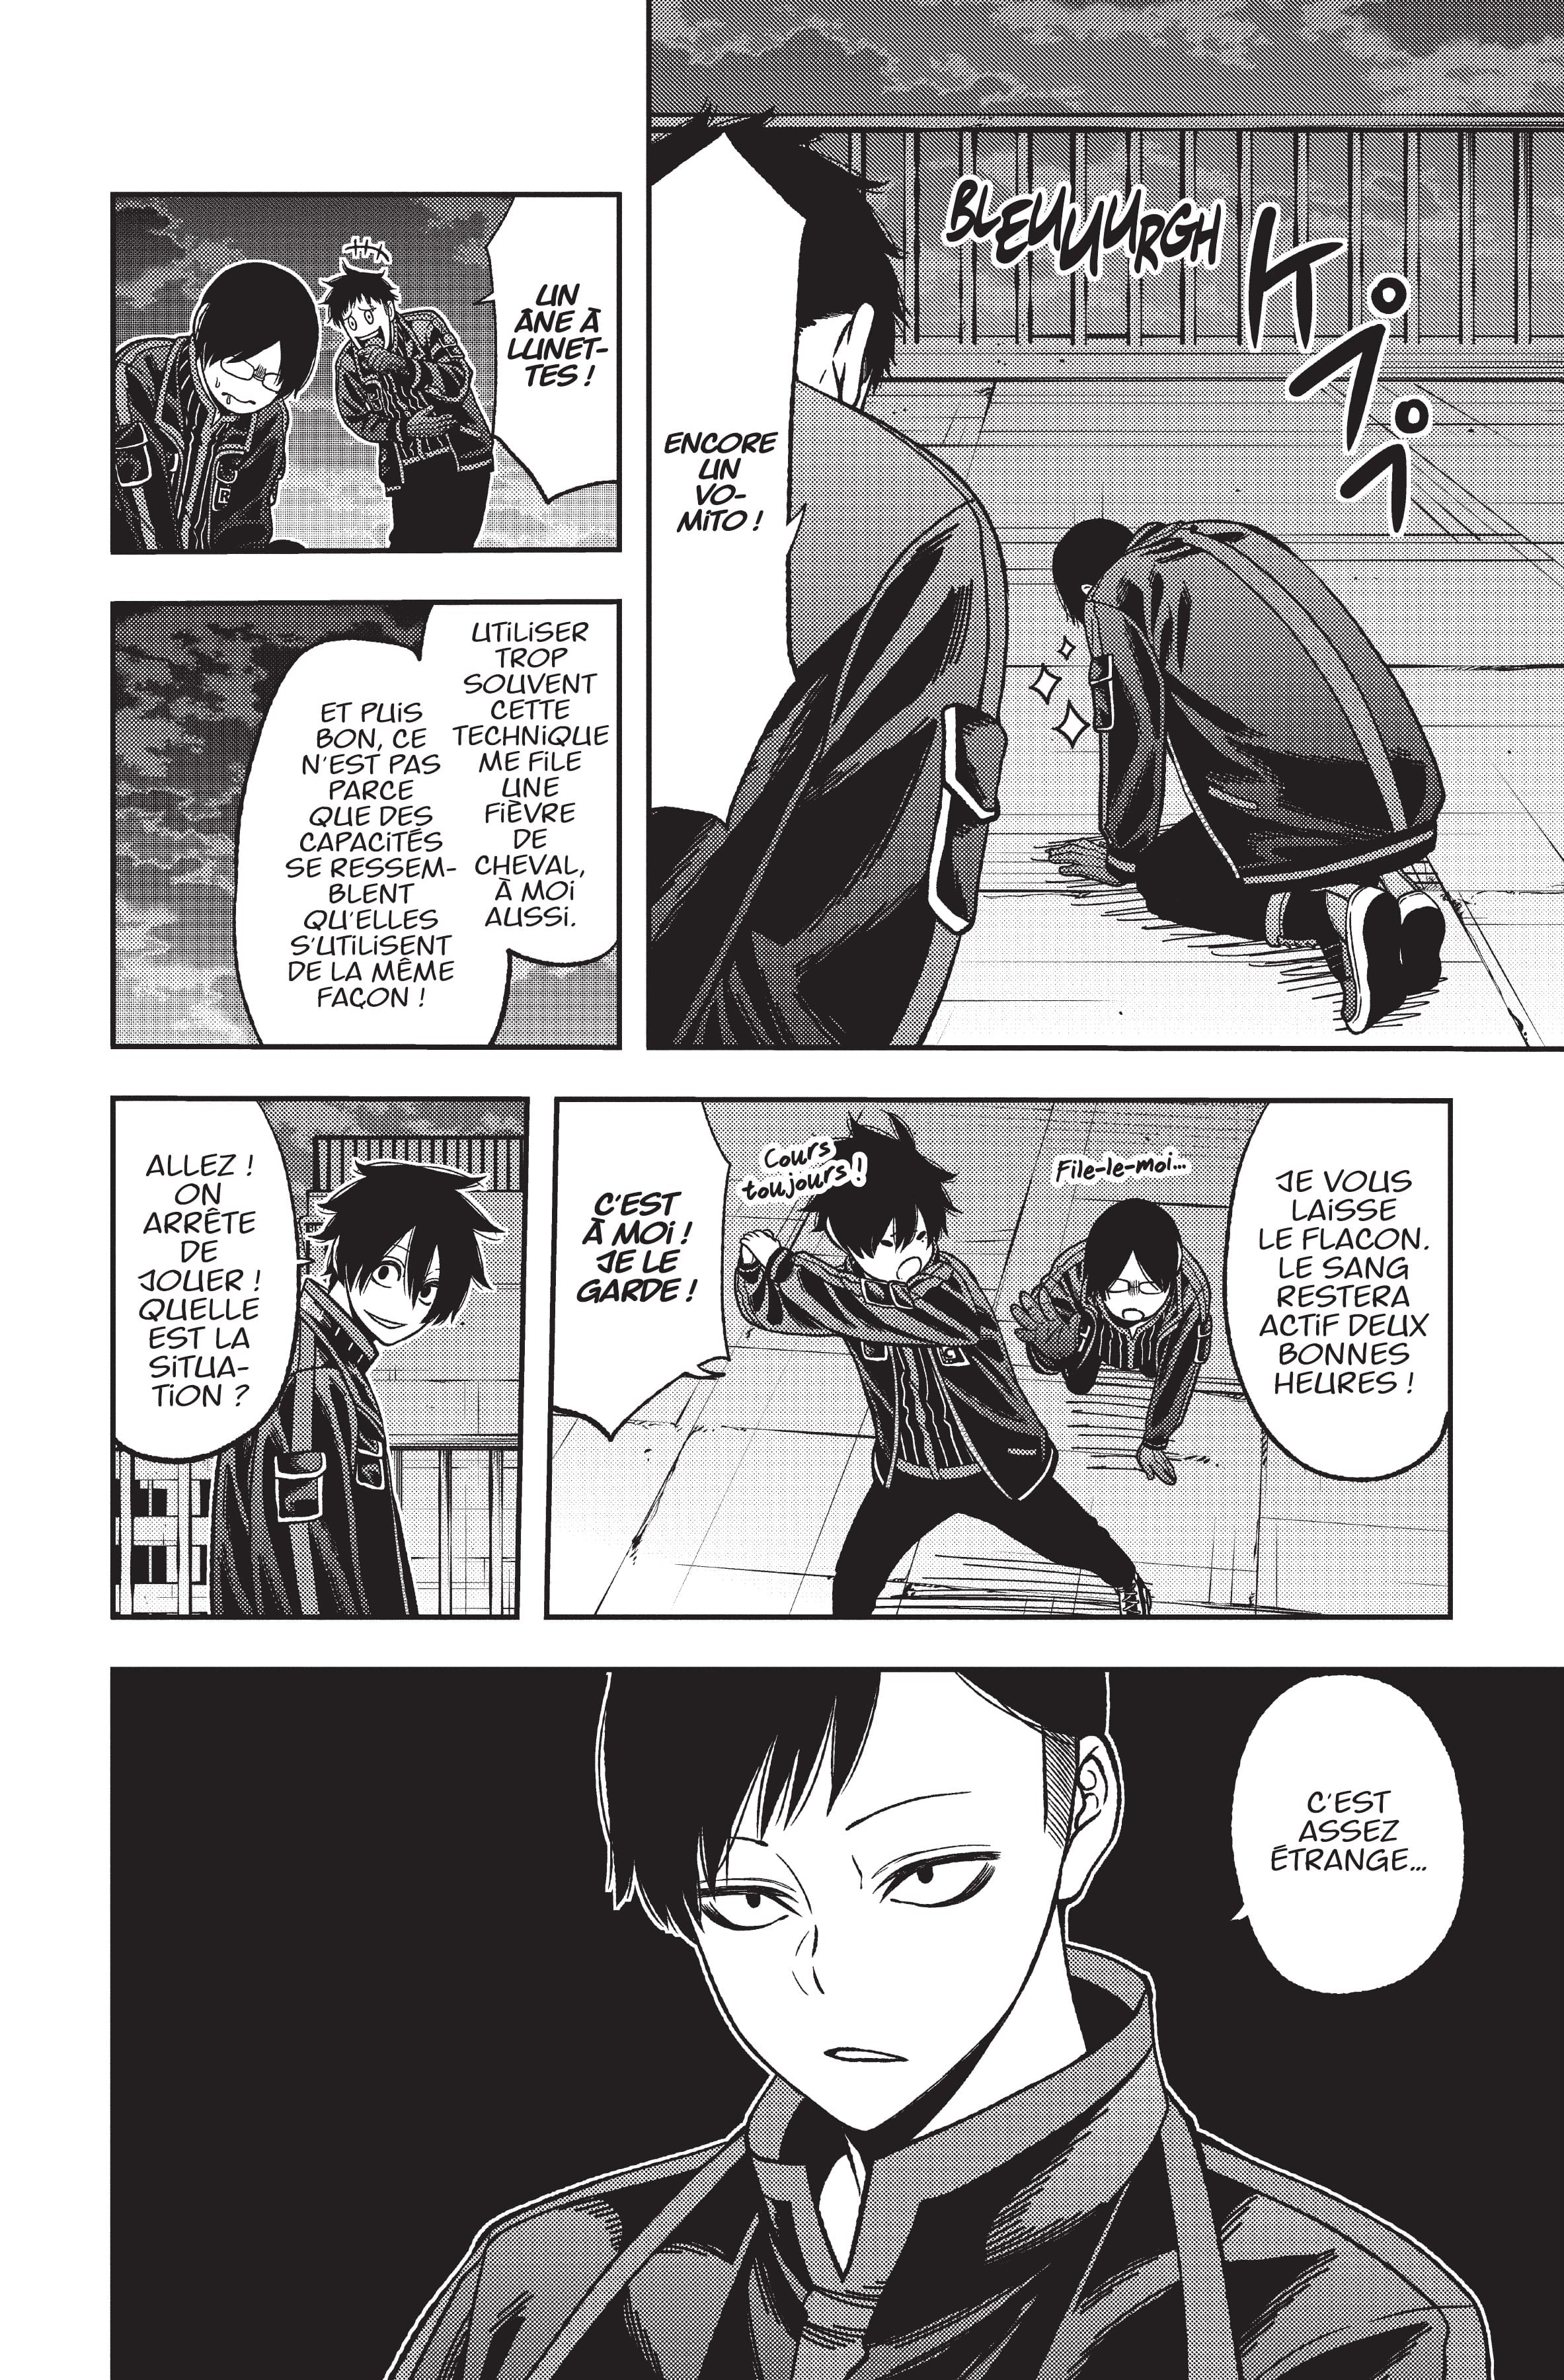 BLEUUURGH
ケプ。プ。
ENCORE
UN
VO-
MITO !
UN
ÂNE À
LUNET-
TES !
UTILISER
TROP
SOUVENT
CETTE
TECHNIQUE
ME FILE
UNE
FIÈVRE
DE
CHEVAL,
À MOI
AUSSI.
ET PUIS
BON, CE
N'EST PAS
PARCE
QUE DES
CAPACITÉS
SE RESSEM-
BLENT
QU'ELLES
S'UTILISENT
DE LA MÊME
FAÇON !
JE VOUS
LAISSE
LE FLACON.
LE SANG
RESTERA
ACTIF DEUX
BONNES
HEURES !
File-le-moi...
Cours
toujours !
C'EST
À MOI !
JE LE
GARDE !
ALLEZ !
ON
ARRÊTE
DE
JOUER !
QUELLE
EST LA
SITUA-
TION ?
C'EST
ASSEZ
ÉTRANGE...